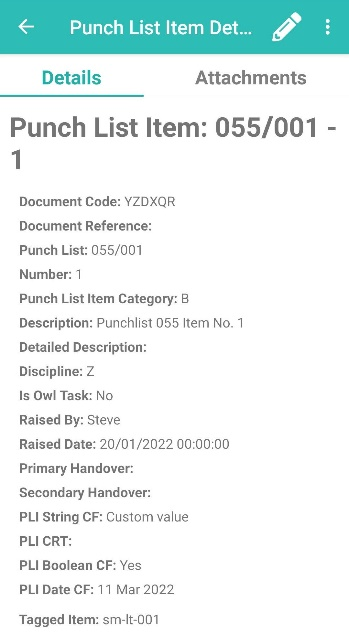 Punch List Item Det...
Details
Attachments
Punch List Item: 055/001 -
1
Document Code: YZDXQR
Document Reference:
Punch List: 055/001
Number: 1
Punch List Item Category: B
Description: Punchlist 055 Item No. 1
Detailed Description:
Discipline: Z
Is Owl Task: No
Raised By: Steve
Raised Date: 20/01/2022 00:00:00
Primary Handover:
Secondary Handover:
PLI String CF: Custom value
PLI CRT:
PLI Boolean CF: Yes
PLI Date CF: 11 Mar 2022
Tagged Item: sm-lt-001